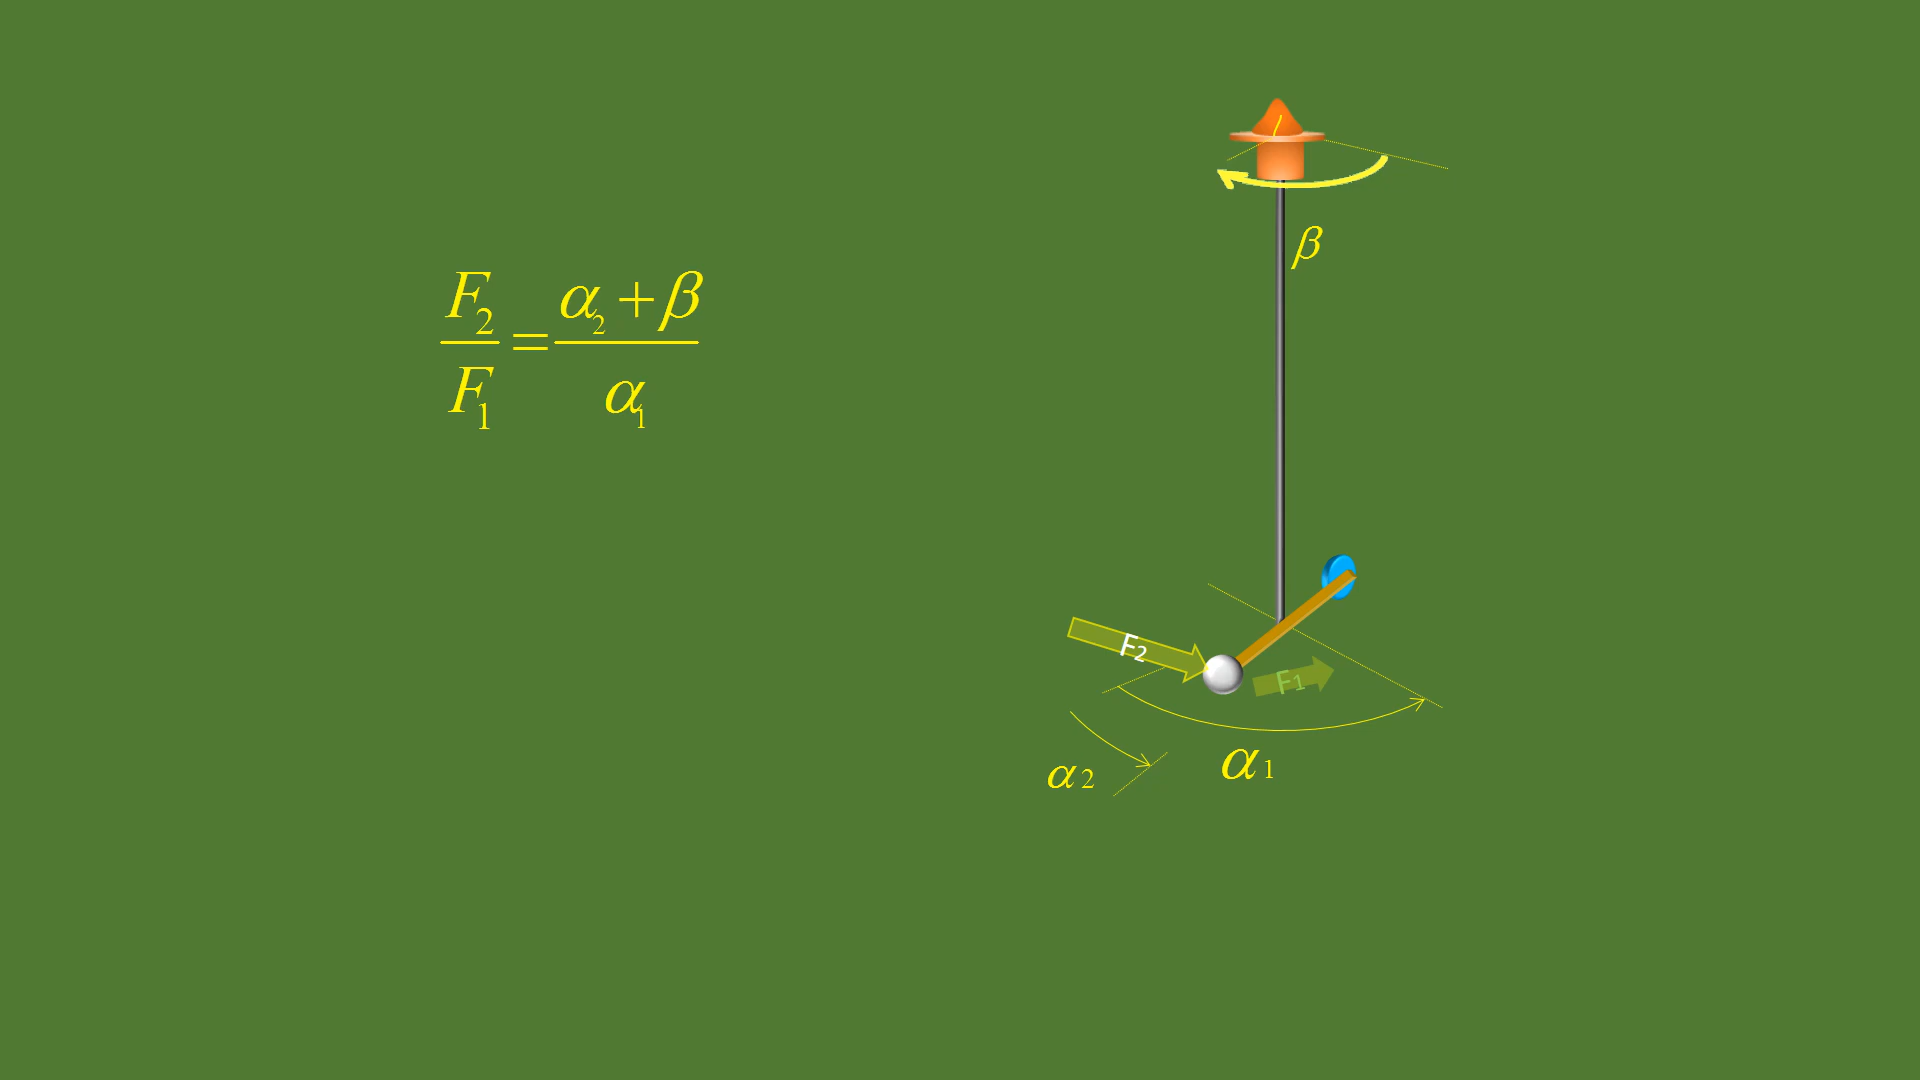 β
F₂/F₁ = (α₂ + β)/α₁
F₂
F₁
α₁
α₂